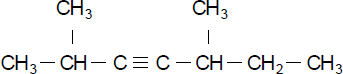 CH₃ CH₃
CH₃ — CH — C ≡ C — CH — CH₂ — CH₃